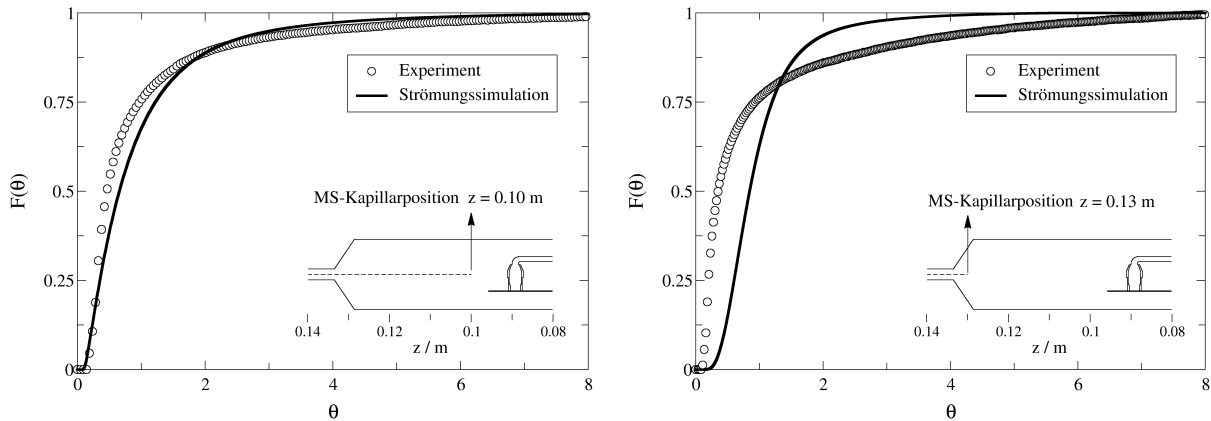 1
0.75
0.5
0.25
0
F(θ)
Experiment
Strömungssimulation
MS-Kapillarposition z = 0.10 m
0.14 0.12 0.1 0.08
z / m
0 2 4 6 8
θ
1
0.75
0.5
0.25
0
F(θ)
Experiment
Strömungssimulation
MS-Kapillarposition z = 0.13 m
0.14 0.12 0.1 0.08
z / m
0 2 4 6 8
θ